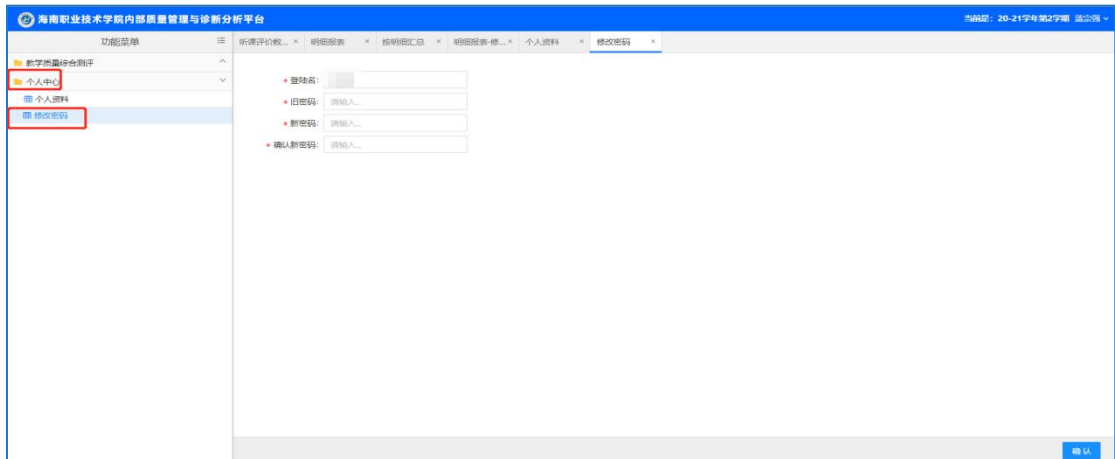 海南职业技术学院内部质量管理与诊断分析平台
当前是：20-21学年第2学期 蓝宗强
功能菜单
听课评价数... × 明细报表 × 按明细汇总 × 明细报表-修... × 个人资料 × 修改密码 ×
教学质量综合测评
个人中心
个人资料
修改密码
* 登陆名:
* 旧密码: 请输入...
* 新密码: 请输入...
* 确认新密码: 请输入...
确认